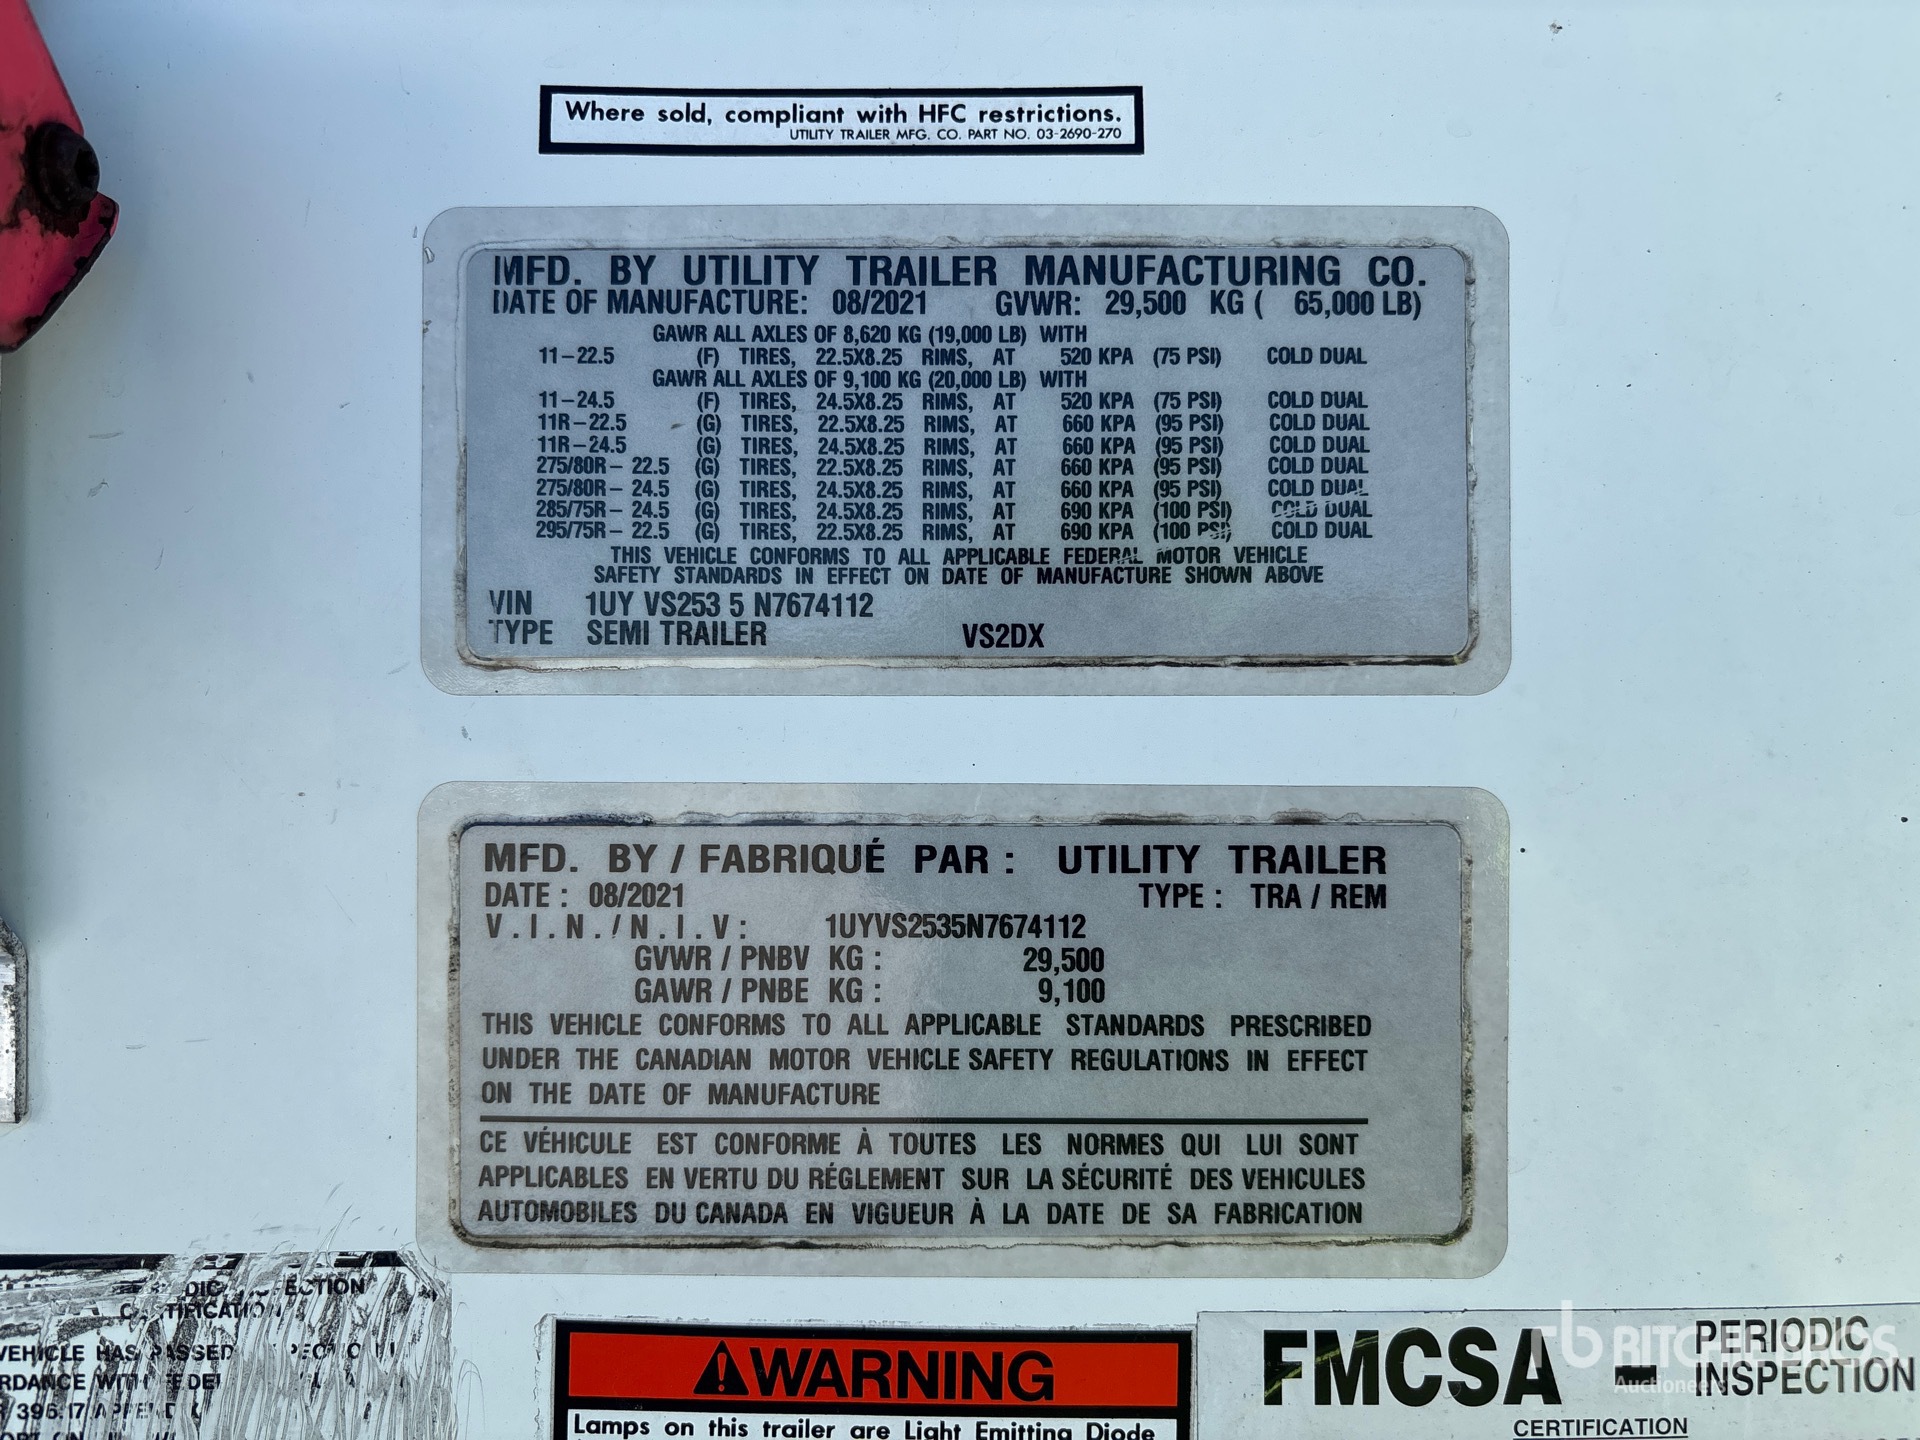 Where sold, compliant with HFC restrictions.
UTILITY TRAILER MFG. CO. PART NO. 03-2690-270
MFD. BY UTILITY TRAILER MANUFACTURING CO.
DATE OF MANUFACTURE: 08/2021 GVWR: 29,500 KG ( 65,000 LB)
GAWR ALL AXLES OF 8,620 KG (19,000 LB) WITH
11-22.5 (F) TIRES, 22.5X8.25 RIMS, AT 520 KPA (75 PSI) COLD DUAL
GAWR ALL AXLES OF 9,100 KG (20,000 LB) WITH
11-24.5 (F) TIRES, 24.5X8.25 RIMS, AT 520 KPA (75 PSI) COLD DUAL
11R-22.5 (G) TIRES, 22.5X8.25 RIMS, AT 660 KPA (95 PSI) COLD DUAL
11R-24.5 (G) TIRES, 24.5X8.25 RIMS, AT 660 KPA (95 PSI) COLD DUAL
275/80R- 22.5 (G) TIRES, 22.5X8.25 RIMS, AT 660 KPA (95 PSI) COLD DUAL
275/80R- 24.5 (G) TIRES, 24.5X8.25 RIMS, AT 660 KPA (95 PSI) COLD DUAL
285/75R- 24.5 (G) TIRES, 24.5X8.25 RIMS, AT 690 KPA (100 PSI) COLD DUAL
295/75R- 22.5 (G) TIRES, 22.5X8.25 RIMS, AT 690 KPA (100 PSI) COLD DUAL
THIS VEHICLE CONFORMS TO ALL APPLICABLE FEDERAL MOTOR VEHICLE
SAFETY STANDARDS IN EFFECT ON DATE OF MANUFACTURE SHOWN ABOVE
VIN 1UY VS253 5 N7674112
TYPE SEMI TRAILER VS2DX
MFD. BY / FABRIQUÉ PAR : UTILITY TRAILER
DATE : 08/2021 TYPE : TRA / REM
V.I.N./N.I.V: 1UYVS2535N7674112
GVWR / PNBV KG : 29,500
GAWR / PNBE KG : 9,100
THIS VEHICLE CONFORMS TO ALL APPLICABLE STANDARDS PRESCRIBED
UNDER THE CANADIAN MOTOR VEHICLE SAFETY REGULATIONS IN EFFECT
ON THE DATE OF MANUFACTURE
CE VÉHICULE EST CONFORME À TOUTES LES NORMES QUI LUI SONT
APPLICABLES EN VERTU DU RÉGLEMENT SUR LA SÉCURITÉ DES VEHICULES
AUTOMOBILES DU CANADA EN VIGUEUR À LA DATE DE SA FABRICATION
VEHICLE HAS PASSED
396.17/
WARNING
Lamps on this trailer are Light Emitting Diode
FMCSA - PERIODIC
INSPECTION
CERTIFICATION
rb RITCHIE BROS
Auctioneers